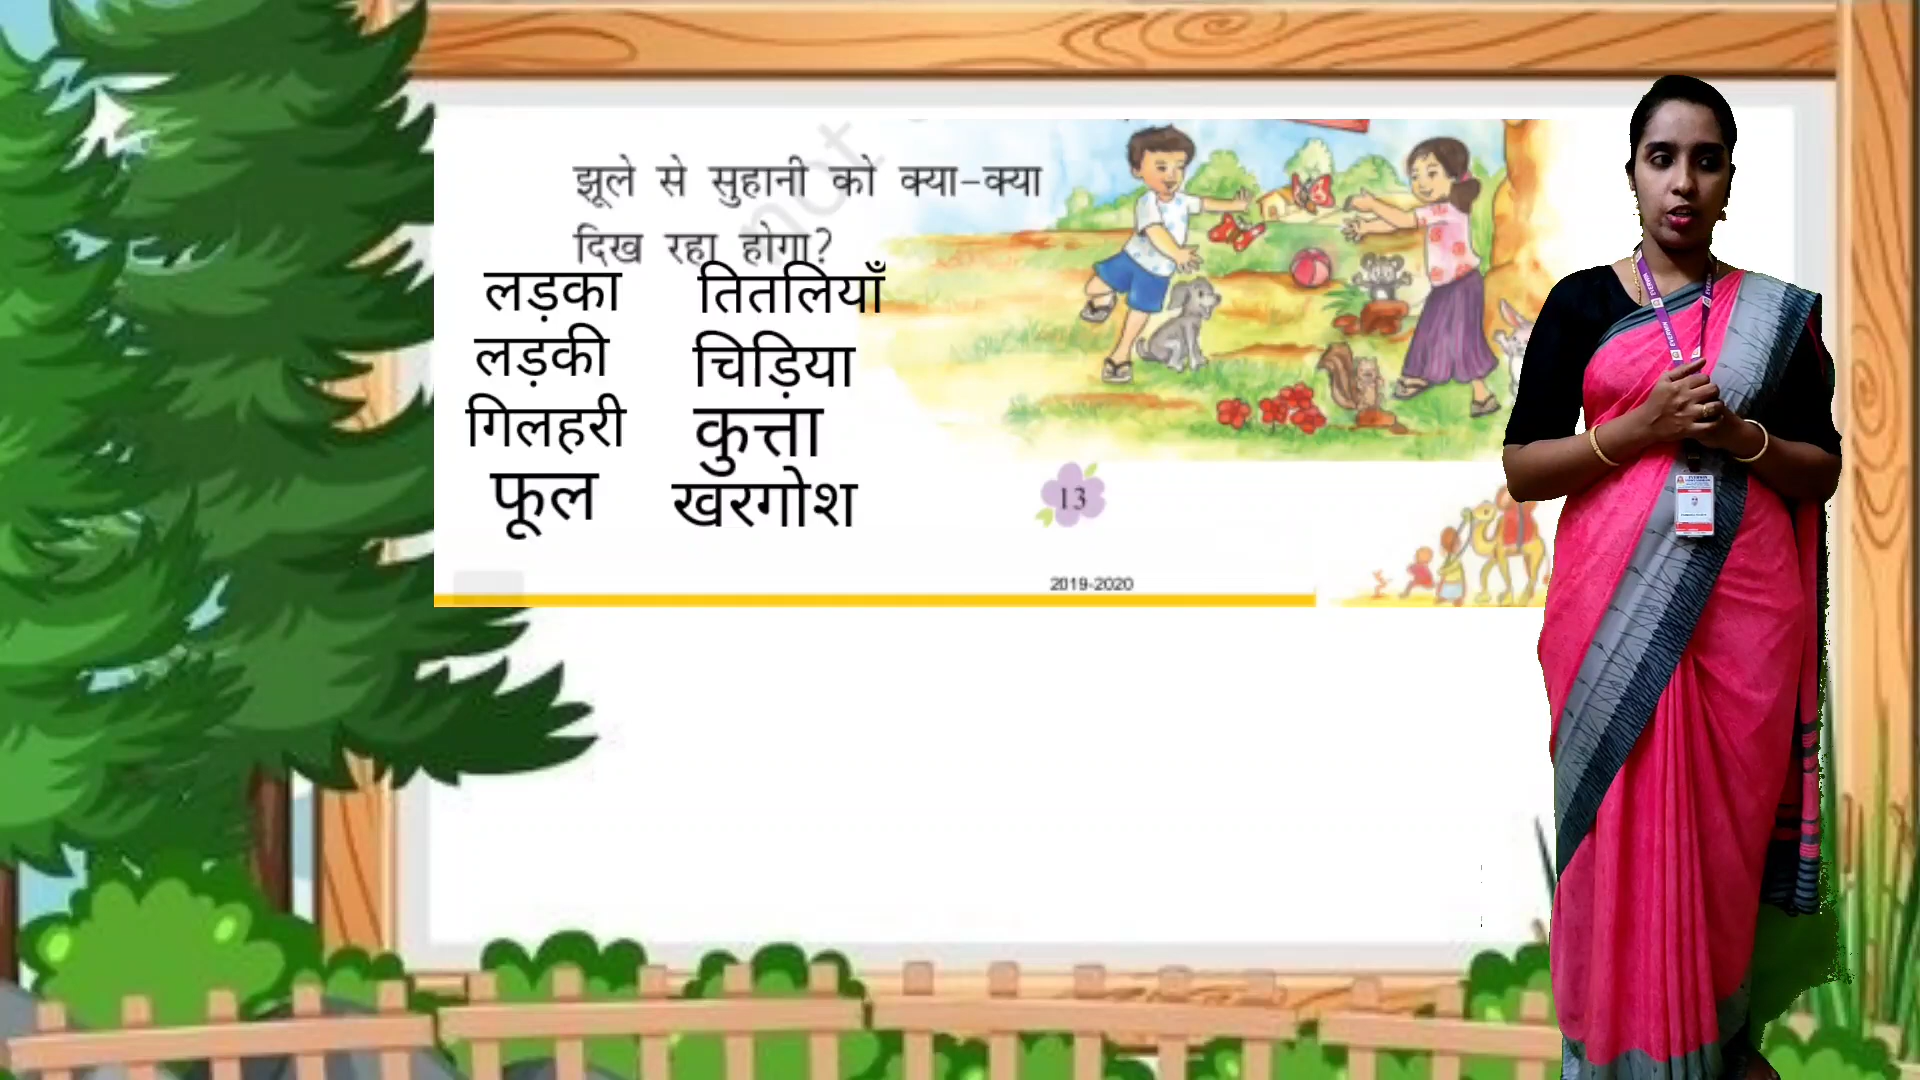 झूले से सुहानी को क्या-क्या
दिख रहा होगा?
लड़का तितलियाँ
लड़की चिड़िया
गिलहरी कुत्ता
फूल खरगोश
13
2019-2020